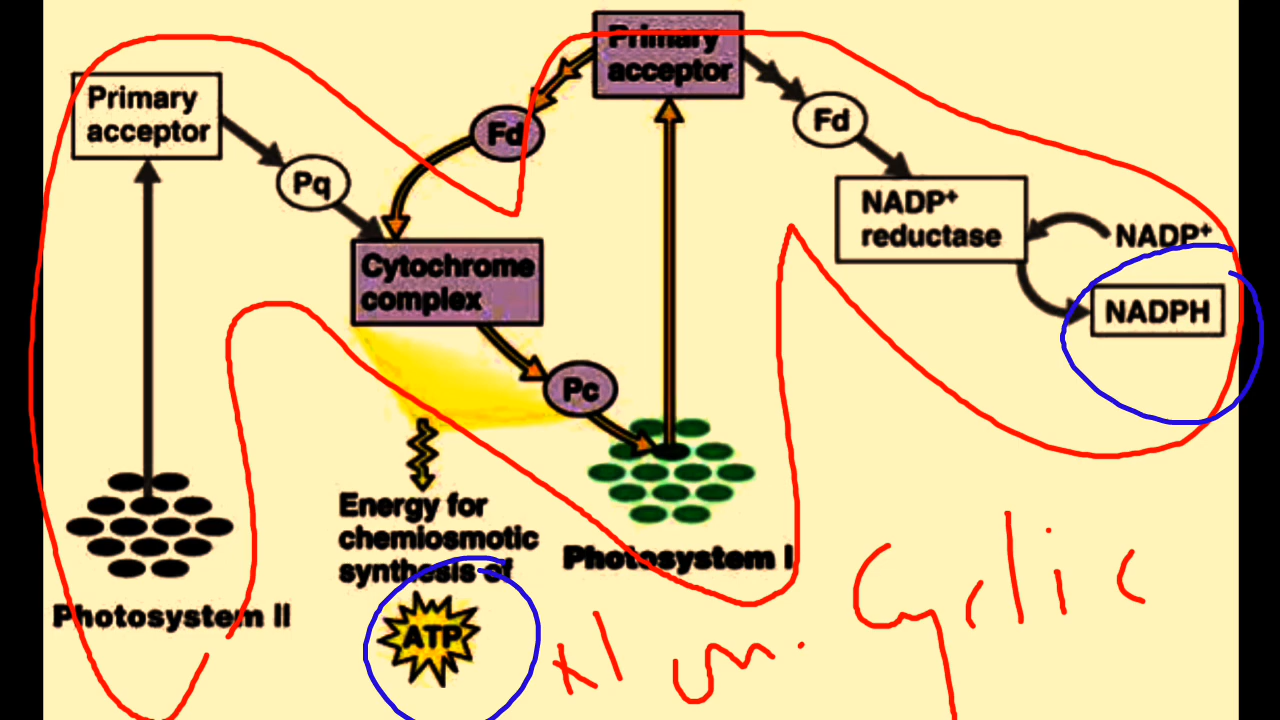 Primary
acceptor
Pq
Fd
Primary
acceptor
Fd
NADP+
reductase
NADP+
NADPH
Cytochrome
complex
Pc
Energy for
chemiosmotic
synthesis of
ATP
Photosystem I
Photosystem II
Cyclic